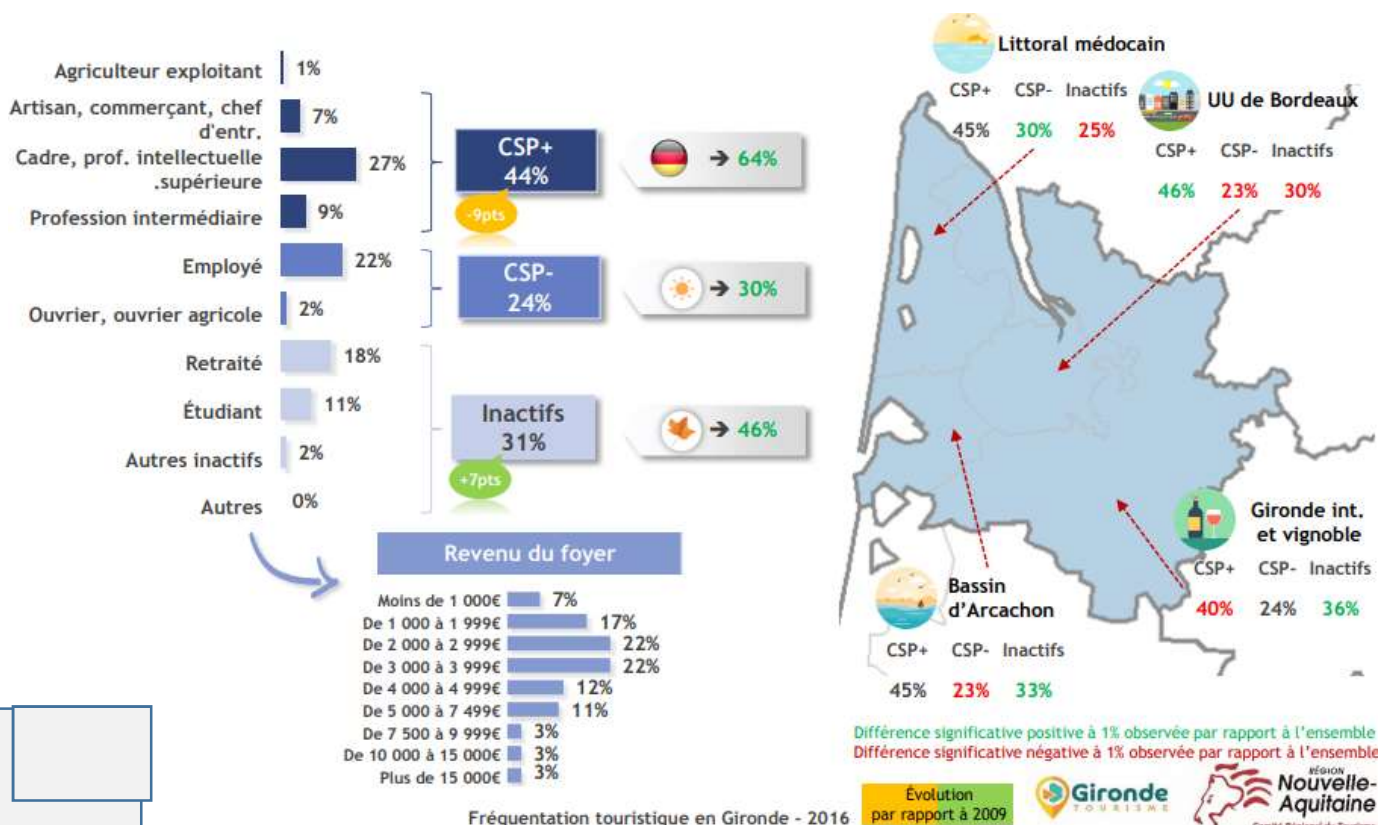 Agriculteur exploitant 1%
Artisan, commerçant, chef
d'entr. 7%
Cadre, prof. intellectuelle
.supérieure 27%
Profession intermédiaire 9%
Employé 22%
Ouvrier, ouvrier agricole 2%
Retraité 18%
Étudiant 11%
Autres inactifs 2%
Autres 0%
CSP+
44%
-9pts
➔ 64%
CSP-
24%
➔ 30%
Inactifs
31%
+7pts
➔ 46%
Revenu du foyer
Moins de 1 000€ 7%
De 1 000 à 1 999€ 17%
De 2 000 à 2 999€ 22%
De 3 000 à 3 999€ 22%
De 4 000 à 4 999€ 12%
De 5 000 à 7 499€ 11%
De 7 500 à 9 999€ 3%
De 10 000 à 15 000€ 3%
Plus de 15 000€ 3%
Littoral médocain
CSP+ CSP- Inactifs
45% 30% 25%
UU de Bordeaux
CSP+ CSP- Inactifs
46% 23% 30%
Gironde int.
et vignoble
CSP+ CSP- Inactifs
40% 24% 36%
Bassin
d'Arcachon
CSP+ CSP- Inactifs
45% 23% 33%
Différence significative positive à 1% observée par rapport à l'ensemble
Différence significative négative à 1% observée par rapport à l'ensemble
Fréquentation touristique en Gironde - 2016
Évolution
par rapport à 2009
Gironde
TOURISME
RÉGION
Nouvelle-
Aquitaine